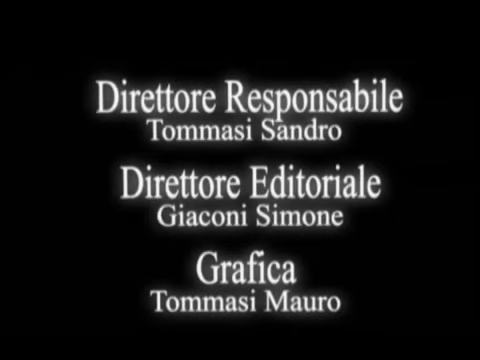 Direttore Responsabile
Tommasi Sandro
Direttore Editoriale
Giaconi Simone
Grafica
Tommasi Mauro